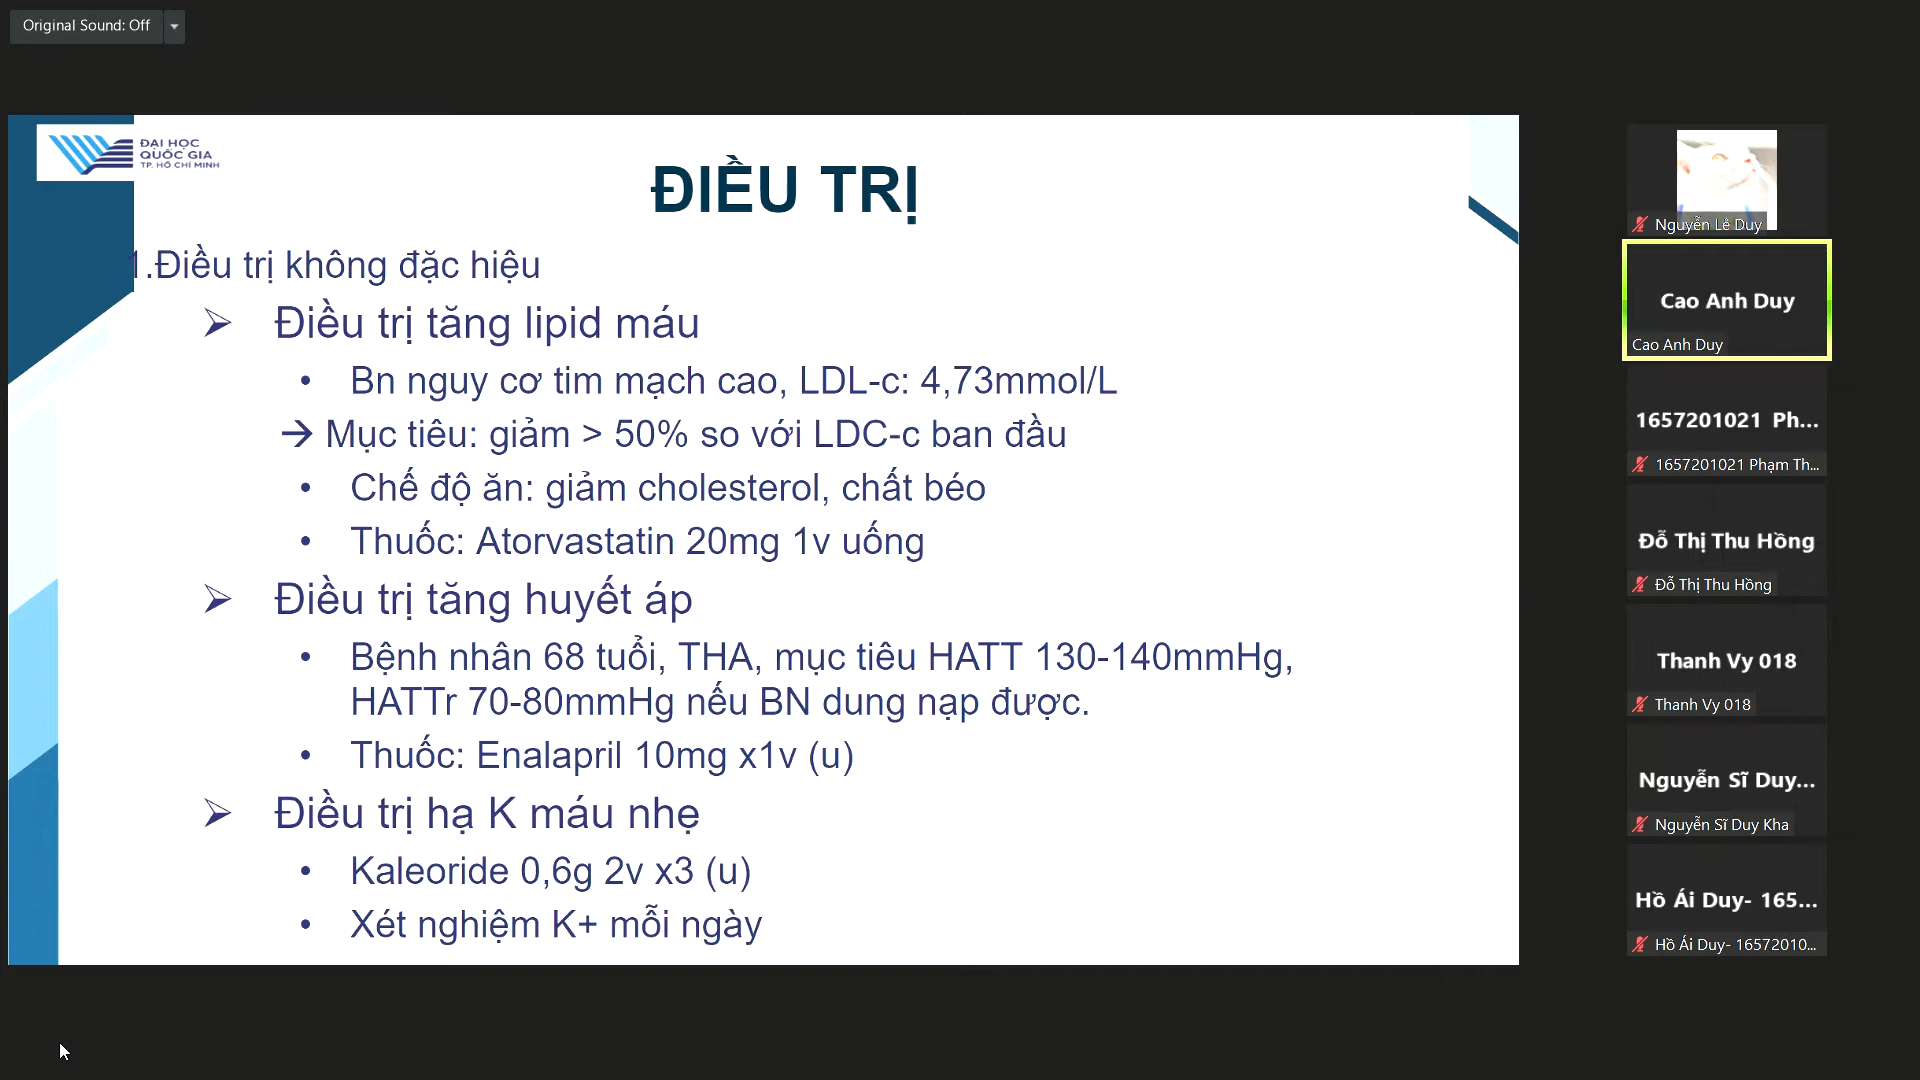 Original Sound: Off
ĐẠI HỌC
QUỐC GIA
TP. HỒ CHÍ MINH
ĐIỀU TRỊ
1.Điều trị không đặc hiệu
➢ Điều trị tăng lipid máu
• Bn nguy cơ tim mạch cao, LDL-c: 4,73mmol/L
→ Mục tiêu: giảm > 50% so với LDC-c ban đầu
• Chế độ ăn: giảm cholesterol, chất béo
• Thuốc: Atorvastatin 20mg 1v uống
➢ Điều trị tăng huyết áp
• Bệnh nhân 68 tuổi, THA, mục tiêu HATT 130-140mmHg,
HATTr 70-80mmHg nếu BN dung nạp được.
• Thuốc: Enalapril 10mg x1v (u)
➢ Điều trị hạ K máu nhẹ
• Kaleoride 0,6g 2v x3 (u)
• Xét nghiệm K+ mỗi ngày
Nguyễn Lê Duy
Cao Anh Duy
Cao Anh Duy
1657201021 Ph...
1657201021 Phạm Th...
Đỗ Thị Thu Hồng
Đỗ Thị Thu Hồng
Thanh Vy 018
Thanh Vy 018
Nguyễn Sĩ Duy...
Nguyễn Sĩ Duy Kha
Hồ Ái Duy- 165...
Hồ Ái Duy- 16572010...